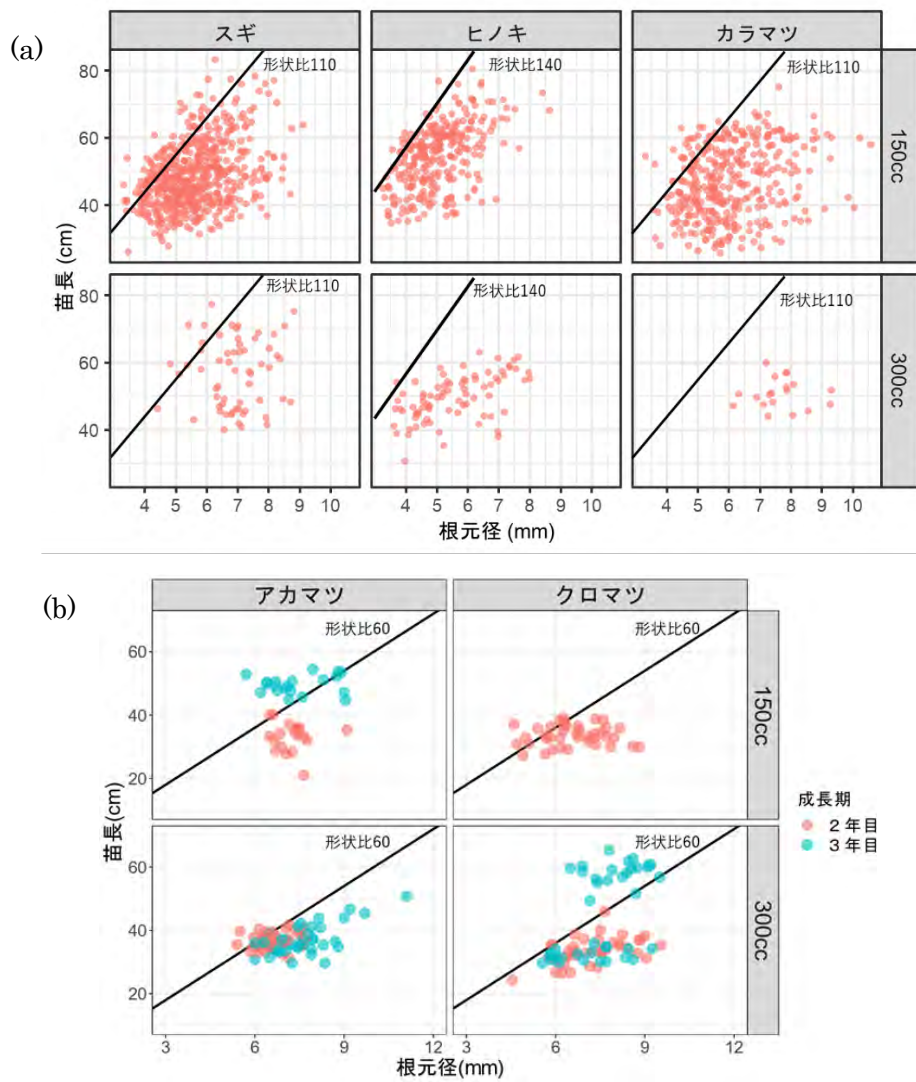 (a)
スギ
ヒノキ
カラマツ
形状比110
形状比140
形状比110
80
60
40
150cc
苗長 (cm)
形状比110
形状比140
形状比110
80
60
40
300cc
4 5 6 7 8 9 10
4 5 6 7 8 9 10
4 5 6 7 8 9 10
根元径 (mm)
(b)
アカマツ
クロマツ
形状比60
形状比60
60
40
20
150cc
苗長(cm)
形状比60
形状比60
60
40
20
300cc
成長期
2年目
3年目
3 6 9 12
3 6 9 12
根元径(mm)